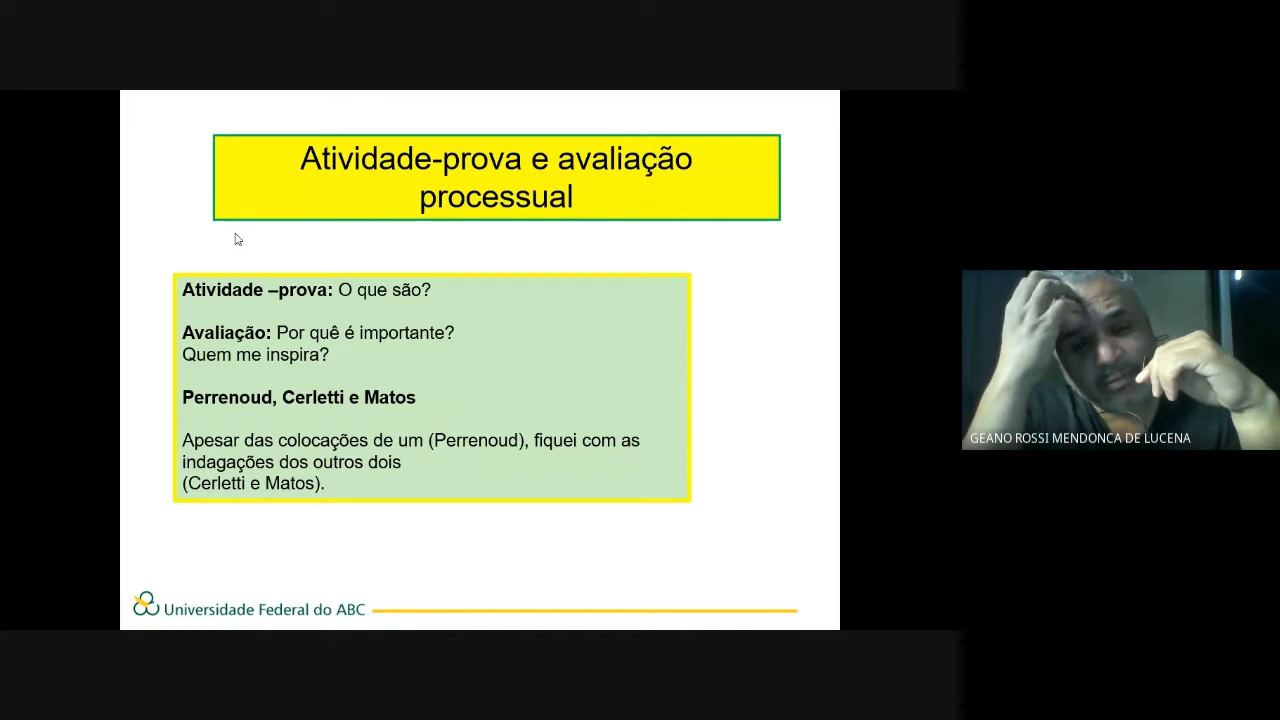 Atividade-prova e avaliação
processual
Atividade –prova: O que são?
Avaliação: Por quê é importante?
Quem me inspira?
Perrenoud, Cerletti e Matos
Apesar das colocações de um (Perrenoud), fiquei com as
indagações dos outros dois
(Cerletti e Matos).
Universidade Federal do ABC
GEANO ROSSI MENDONCA DE LUCENA